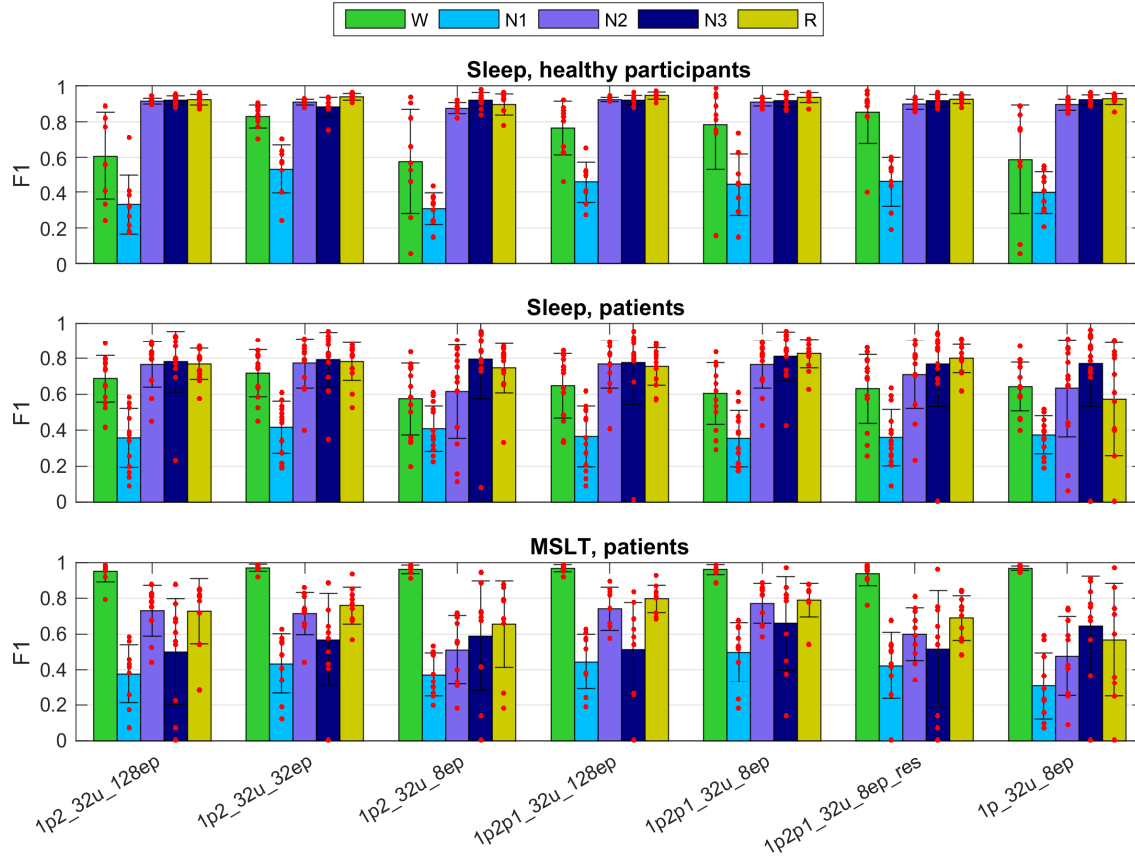 W N1 N2 N3 R
Sleep, healthy participants
1
0.8
0.6
0.4
0.2
0
F1
Sleep, patients
1
0.8
0.6
0.4
0.2
0
F1
MSLT, patients
1
0.8
0.6
0.4
0.2
0
F1
1p2_32u_128ep 1p2_32u_32ep 1p2_32u_8ep 1p2p1_32u_128ep 1p2p1_32u_8ep 1p2p1_32u_8ep_res 1p_32u_8ep